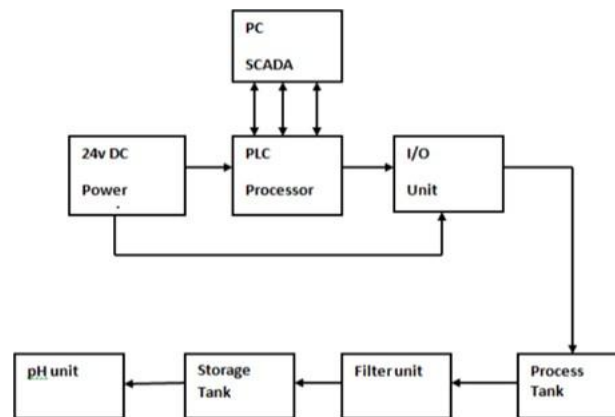 PC
SCADA
24v DC
Power
PLC
Processor
I/O
Unit
pH unit
Storage
Tank
Filter unit
Process
Tank